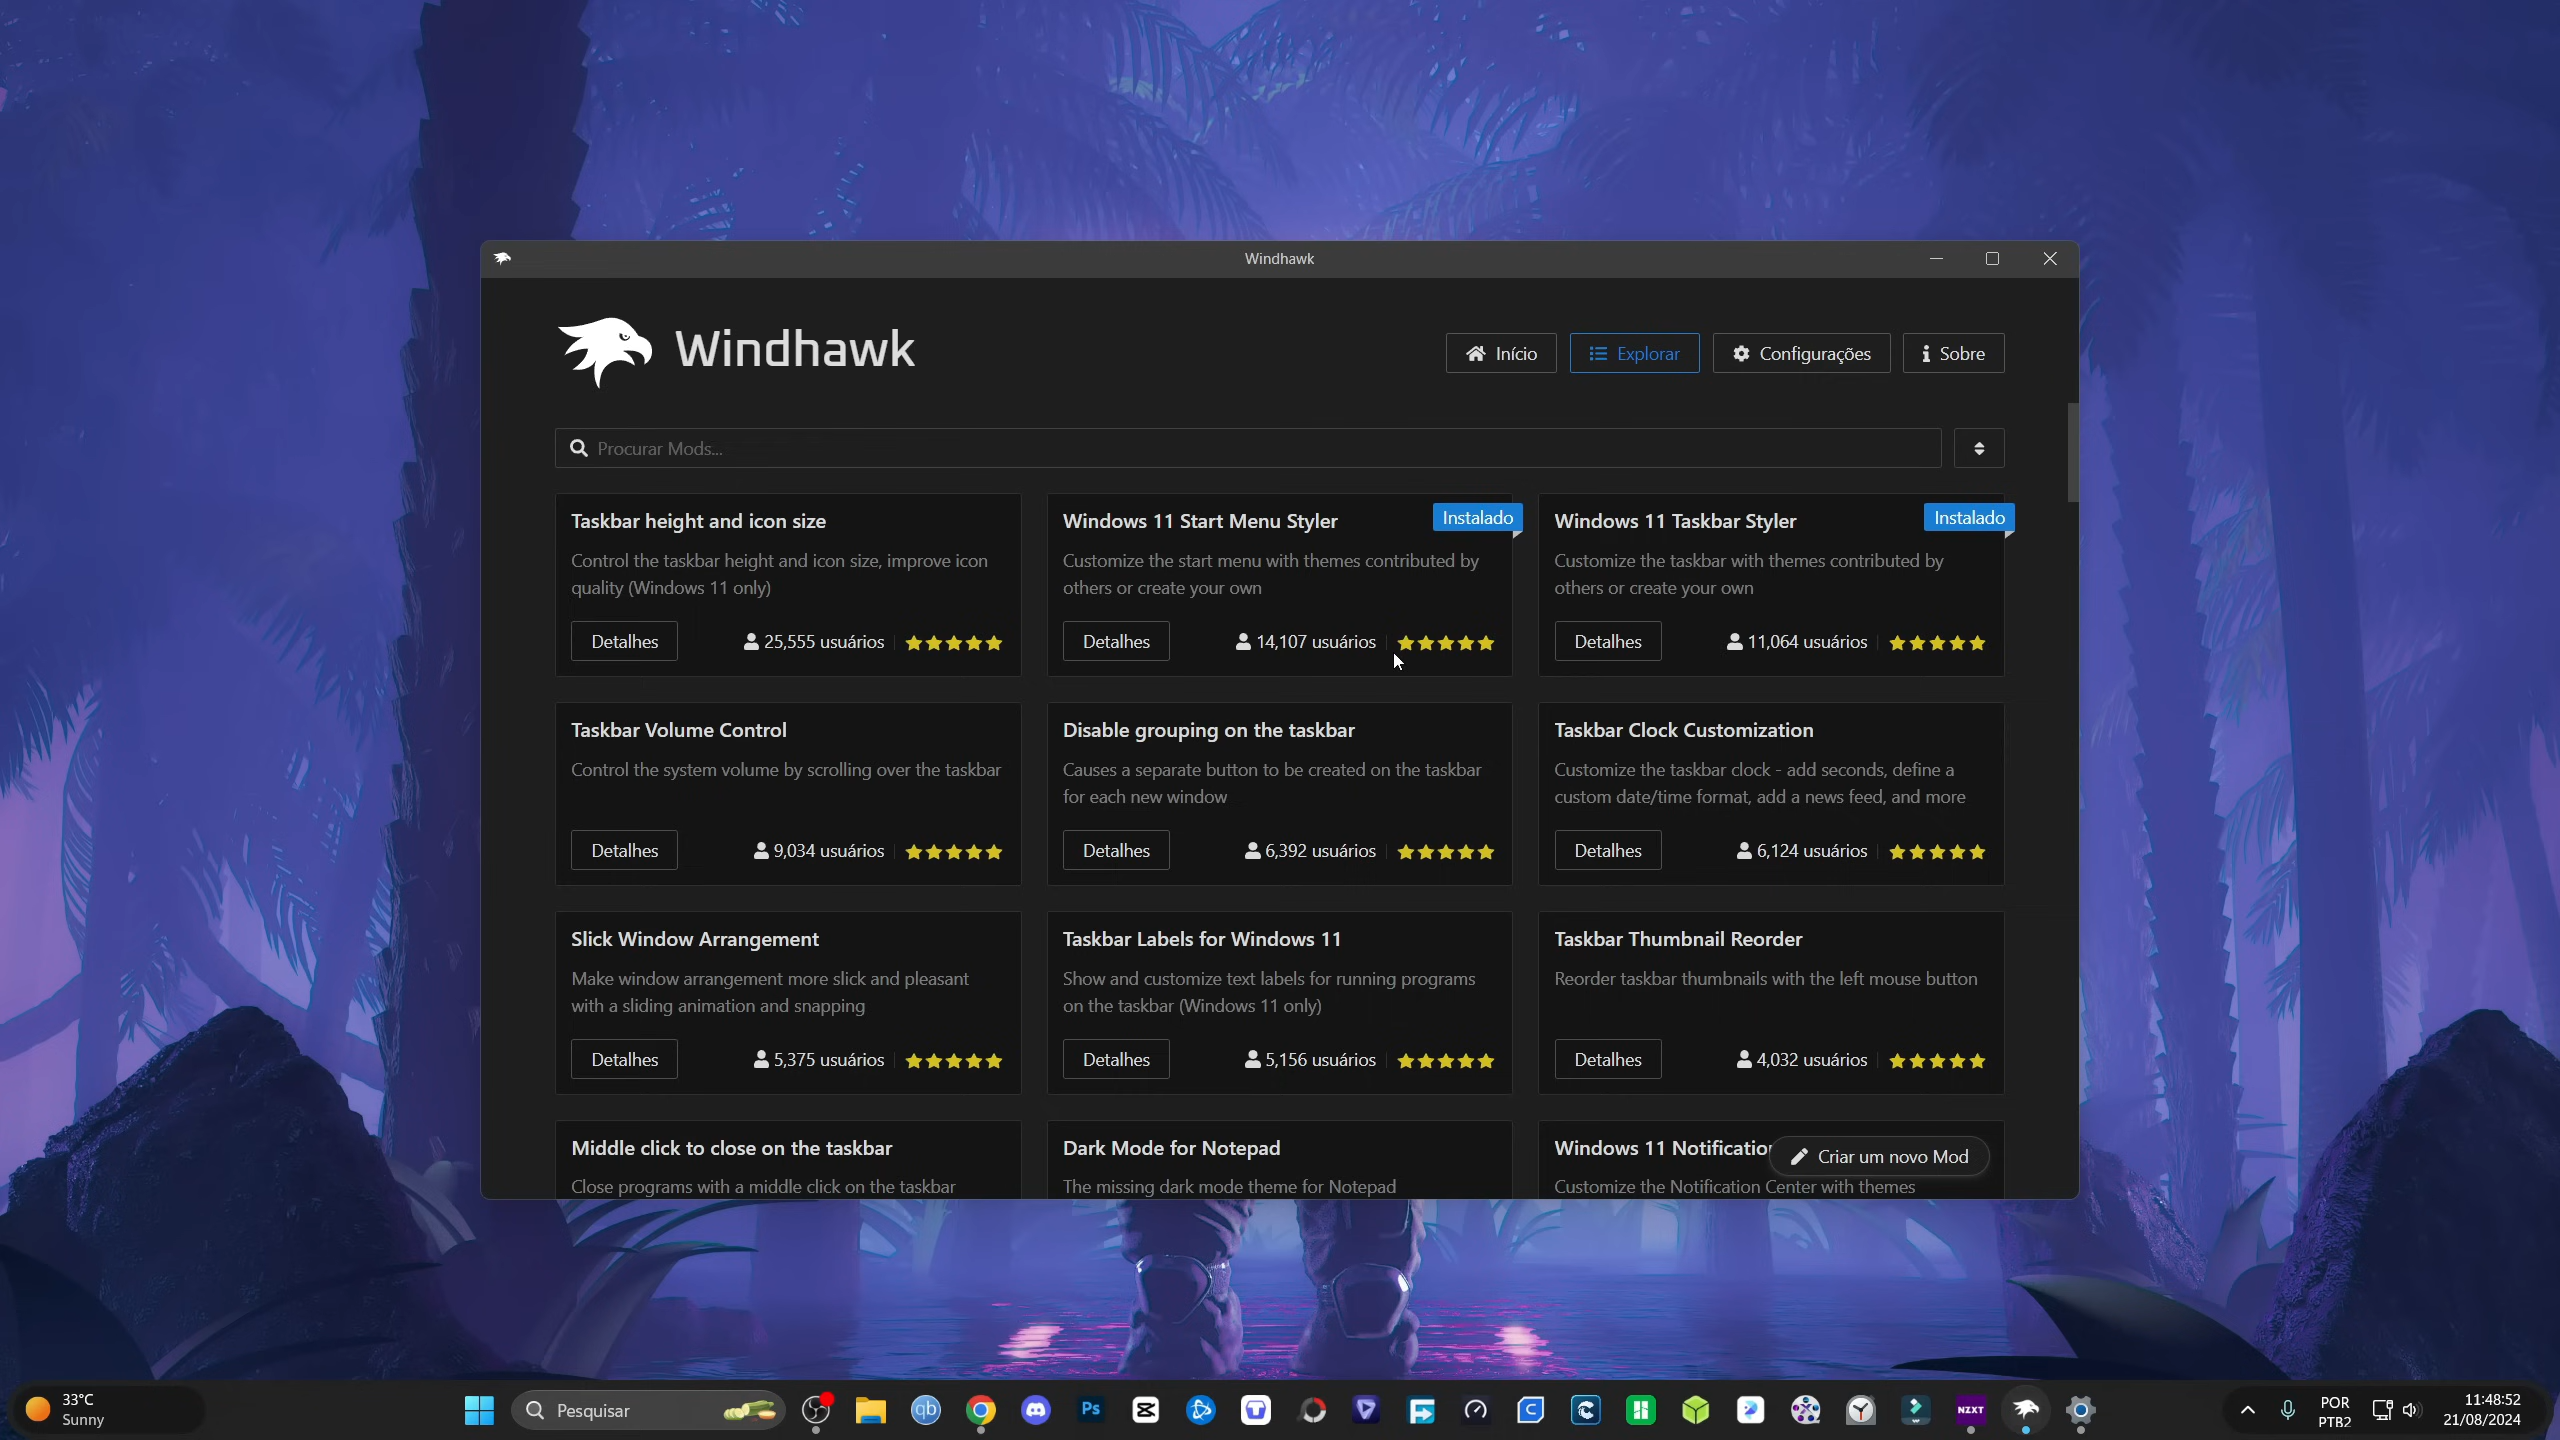 Windhawk
Windhawk
Início
Explorar
Configurações
Sobre
Procurar Mods...
Taskbar height and icon size
Control the taskbar height and icon size, improve icon
quality (Windows 11 only)
Detalhes
25,555 usuários
Windows 11 Start Menu Styler
Instalado
Customize the start menu with themes contributed by
others or create your own
Detalhes
14,107 usuários
Windows 11 Taskbar Styler
Instalado
Customize the taskbar with themes contributed by
others or create your own
Detalhes
11,064 usuários
Taskbar Volume Control
Control the system volume by scrolling over the taskbar
Detalhes
9,034 usuários
Disable grouping on the taskbar
Causes a separate button to be created on the taskbar
for each new window
Detalhes
6,392 usuários
Taskbar Clock Customization
Customize the taskbar clock - add seconds, define a
custom date/time format, add a news feed, and more
Detalhes
6,124 usuários
Slick Window Arrangement
Make window arrangement more slick and pleasant
with a sliding animation and snapping
Detalhes
5,375 usuários
Taskbar Labels for Windows 11
Show and customize text labels for running programs
on the taskbar (Windows 11 only)
Detalhes
5,156 usuários
Taskbar Thumbnail Reorder
Reorder taskbar thumbnails with the left mouse button
Detalhes
4,032 usuários
Middle click to close on the taskbar
Close programs with a middle click on the taskbar
Dark Mode for Notepad
The missing dark mode theme for Notepad
Windows 11 Notification
Customize the Notification Center with themes
Criar um novo Mod
33°C
Sunny
Pesquisar
qb
Ps
NZXT
POR
PTB2
11:48:52
21/08/2024